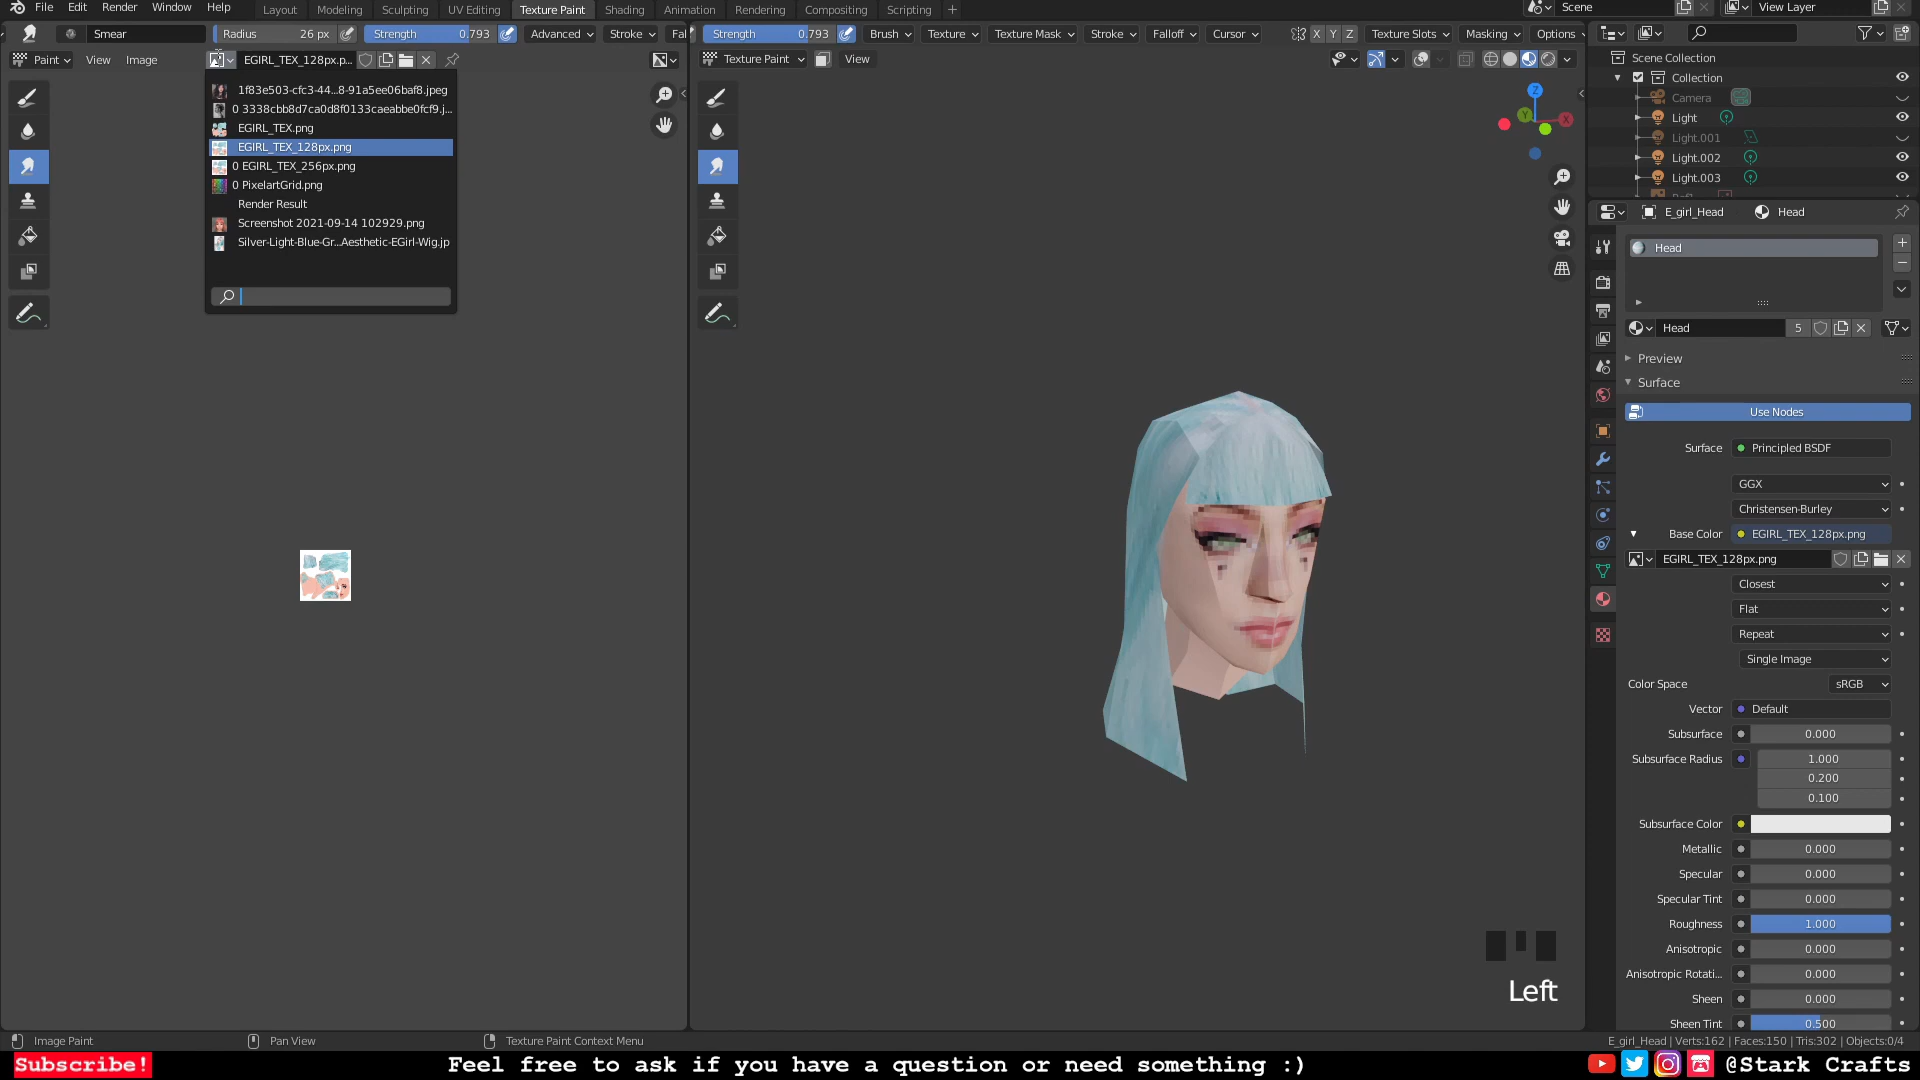 File Edit Render Window Help Layout Modeling Sculpting UV Editing Texture Paint Shading Animation Rendering Compositing Scripting + Scene View Layer
Smear Radius 26 px Strength 0.793 Advanced Stroke Fal Strength 0.793 Brush Texture Texture Mask Stroke Falloff Cursor X Y Z Texture Slots Masking Options
Paint View Image EGIRL_TEX_128px.p... Texture Paint View
Scene Collection
Collection
Camera
Light
Light.001
Light.002
Light.003
1f83e503-cfc3-44...8-91a5ee06baf8.jpeg
0 3338cbb8d7ca0d8f0133caeabbe0fcf9.j...
EGIRL_TEX.png
EGIRL_TEX_128px.png
0 EGIRL_TEX_256px.png
0 PixelartGrid.png
Render Result
Screenshot 2021-09-14 102929.png
Silver-Light-Blue-Gr...Aesthetic-EGirl-Wig.jp
Z
Y
X
E_girl_Head Head
Head
Head 5
Preview
Surface
Use Nodes
Surface Principled BSDF
GGX
Christensen-Burley
Base Color EGIRL_TEX_128px.png
EGIRL_TEX_128px.png
Closest
Flat
Repeat
Single Image
Color Space sRGB
Vector Default
Subsurface 0.000
Subsurface Radius 1.000
0.200
0.100
Subsurface Color
Metallic 0.000
Specular 0.000
Specular Tint 0.000
Roughness 1.000
Anisotropic 0.000
Anisotropic Rotati... 0.000
Sheen 0.000
Sheen Tint 0.500
Left
Image Paint Pan View Texture Paint Context Menu E_girl_Head | Verts:162 | Faces:150 | Tris:302 | Objects:0/4
Subscribe! Feel free to ask if you have a question or need something :) @Stark Crafts